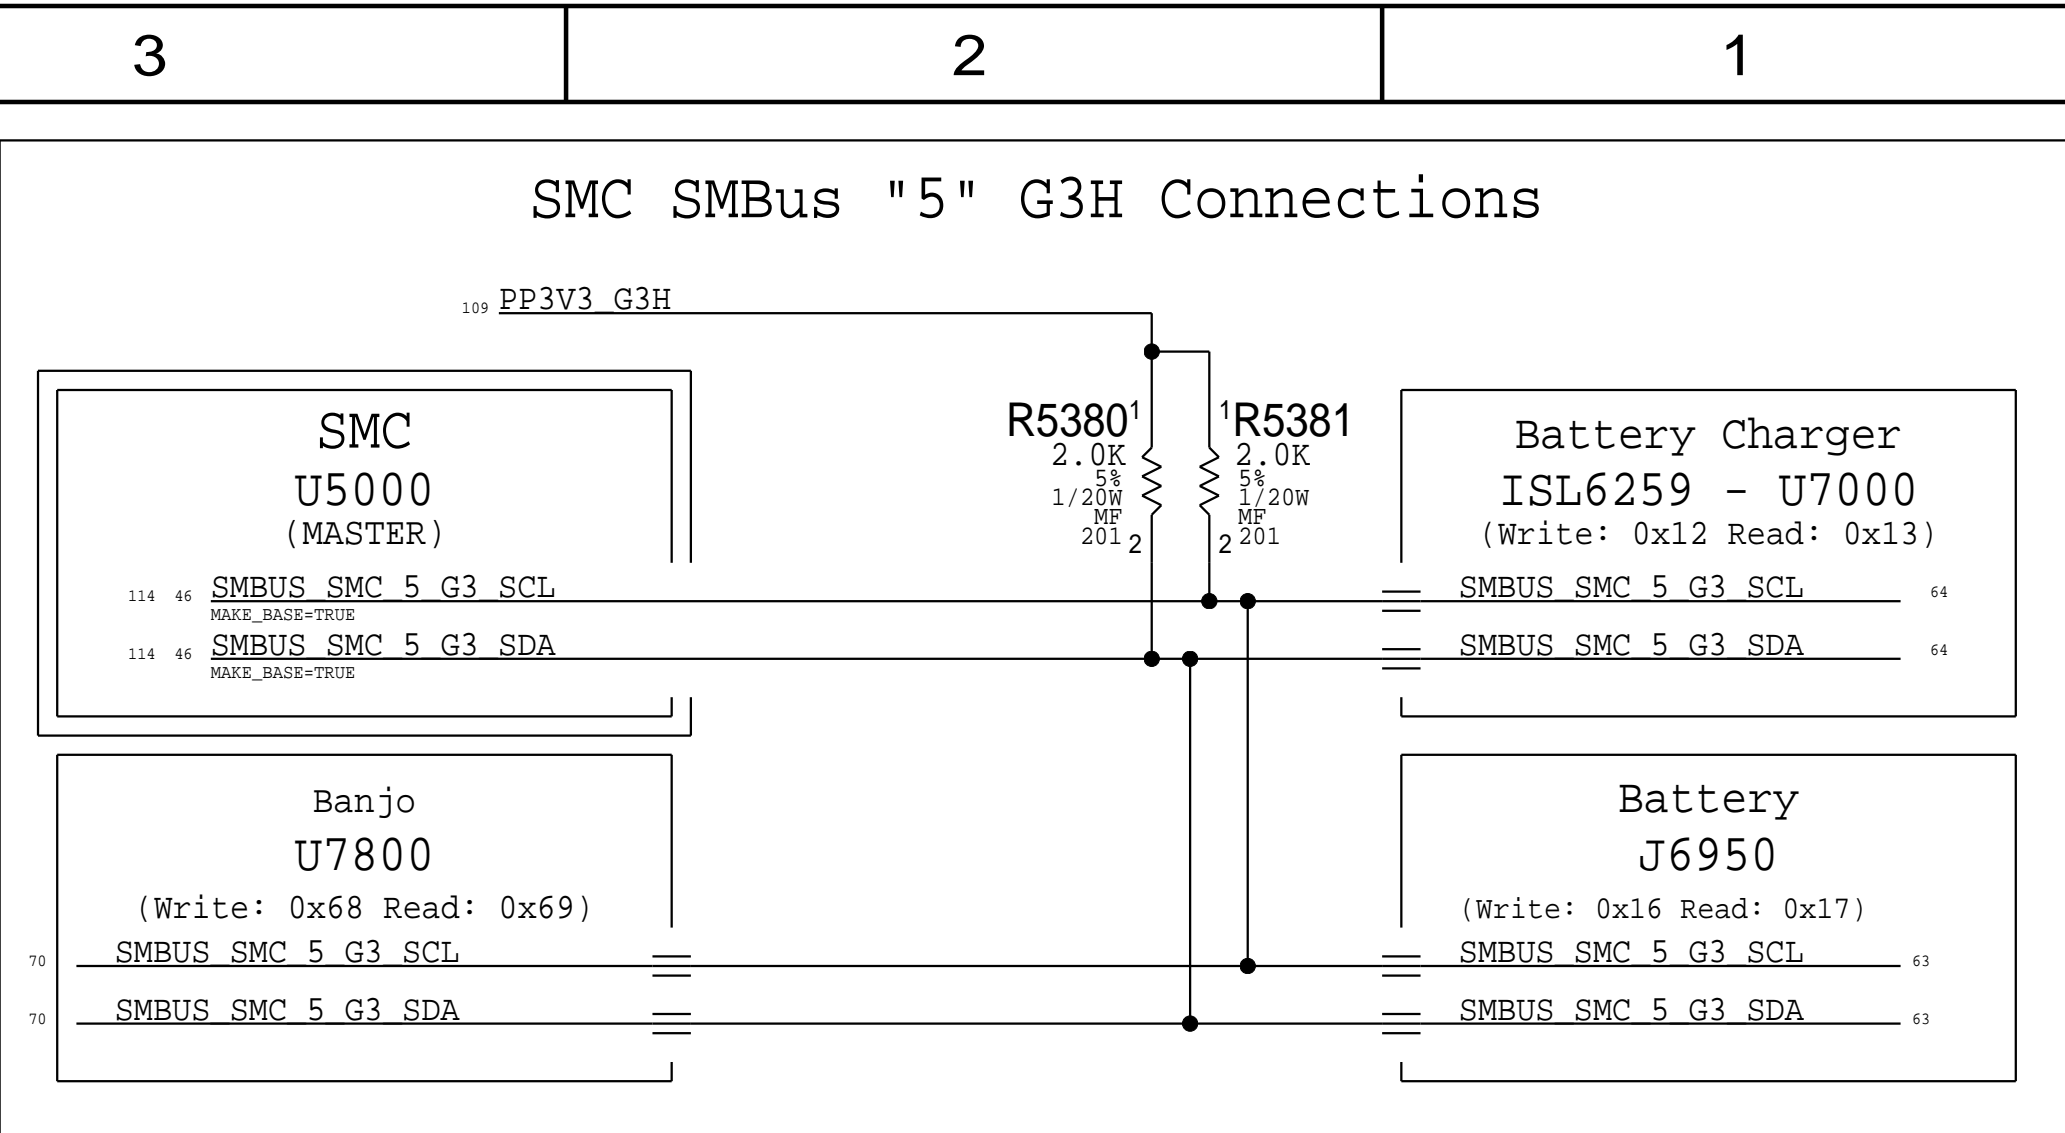 3 2 1
SMC SMBus "5" G3H Connections
109 PP3V3_G3H
SMC
U5000
(MASTER)
114 46 SMBUS_SMC_5_G3_SCL
MAKE_BASE=TRUE
114 46 SMBUS_SMC_5_G3_SDA
MAKE_BASE=TRUE
R5380 1
2.0K
5%
1/20W
MF
201 2
1 R5381
2.0K
5%
1/20W
MF
2 201
Battery Charger
ISL6259 - U7000
(Write: 0x12 Read: 0x13)
SMBUS_SMC_5_G3_SCL 64
SMBUS_SMC_5_G3_SDA 64
Banjo
U7800
(Write: 0x68 Read: 0x69)
70 SMBUS_SMC_5_G3_SCL
70 SMBUS_SMC_5_G3_SDA
Battery
J6950
(Write: 0x16 Read: 0x17)
SMBUS_SMC_5_G3_SCL 63
SMBUS_SMC_5_G3_SDA 63